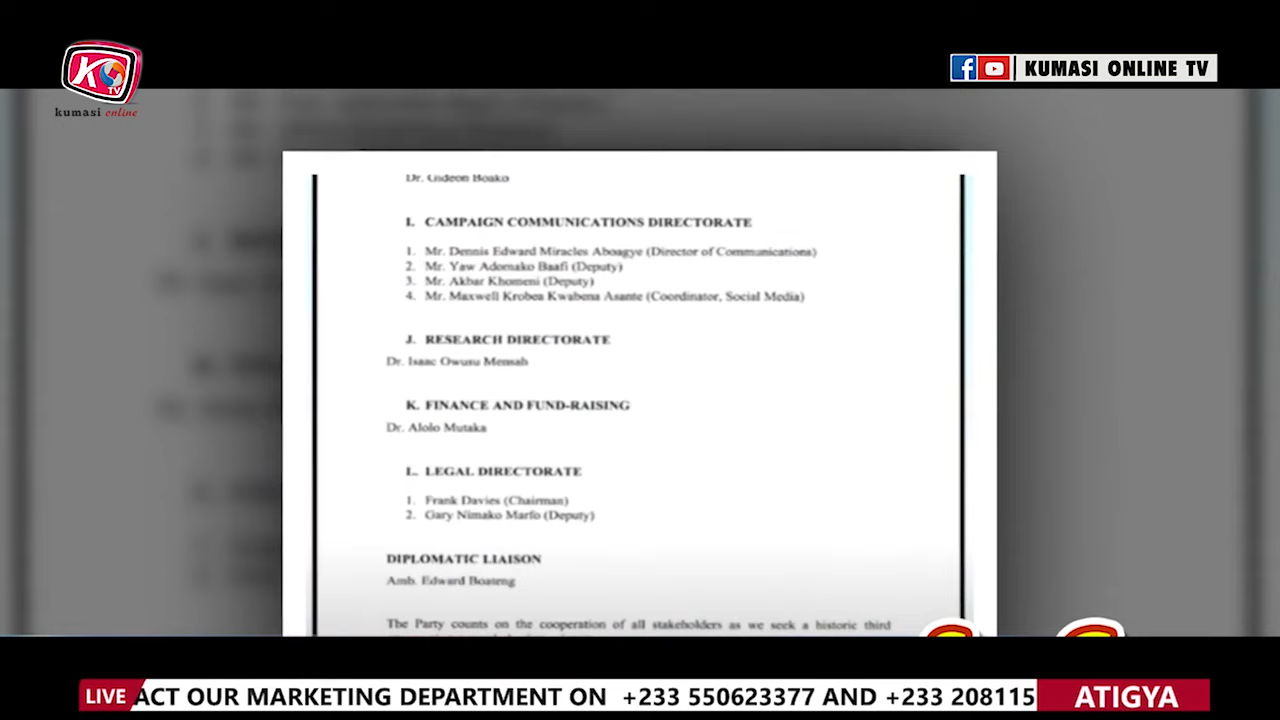 KO
TV
kumasi online
KUMASI ONLINE TV
Dr. Gideon Boako
I. CAMPAIGN COMMUNICATIONS DIRECTORATE
1. Mr. Dennis Edward Miracles Aboagye (Director of Communications)
2. Mr. Yaw Adomako Baafi (Deputy)
3. Mr. Akbar Khomeni (Deputy)
4. Mr. Maxwell Krobea Kwabena Asante (Coordinator, Social Media)
J. RESEARCH DIRECTORATE
Dr. Isaac Owusu Mensah
K. FINANCE AND FUND-RAISING
Dr. Alolo Mutaka
L. LEGAL DIRECTORATE
1. Frank Davies (Chairman)
2. Gary Nimako Marfo (Deputy)
DIPLOMATIC LIAISON
Amb. Edward Boateng
The Party counts on the cooperation of all stakeholders as we seek a historic third
LIVE
ACT OUR MARKETING DEPARTMENT ON +233 550623377 AND +233 208115
ATIGYA